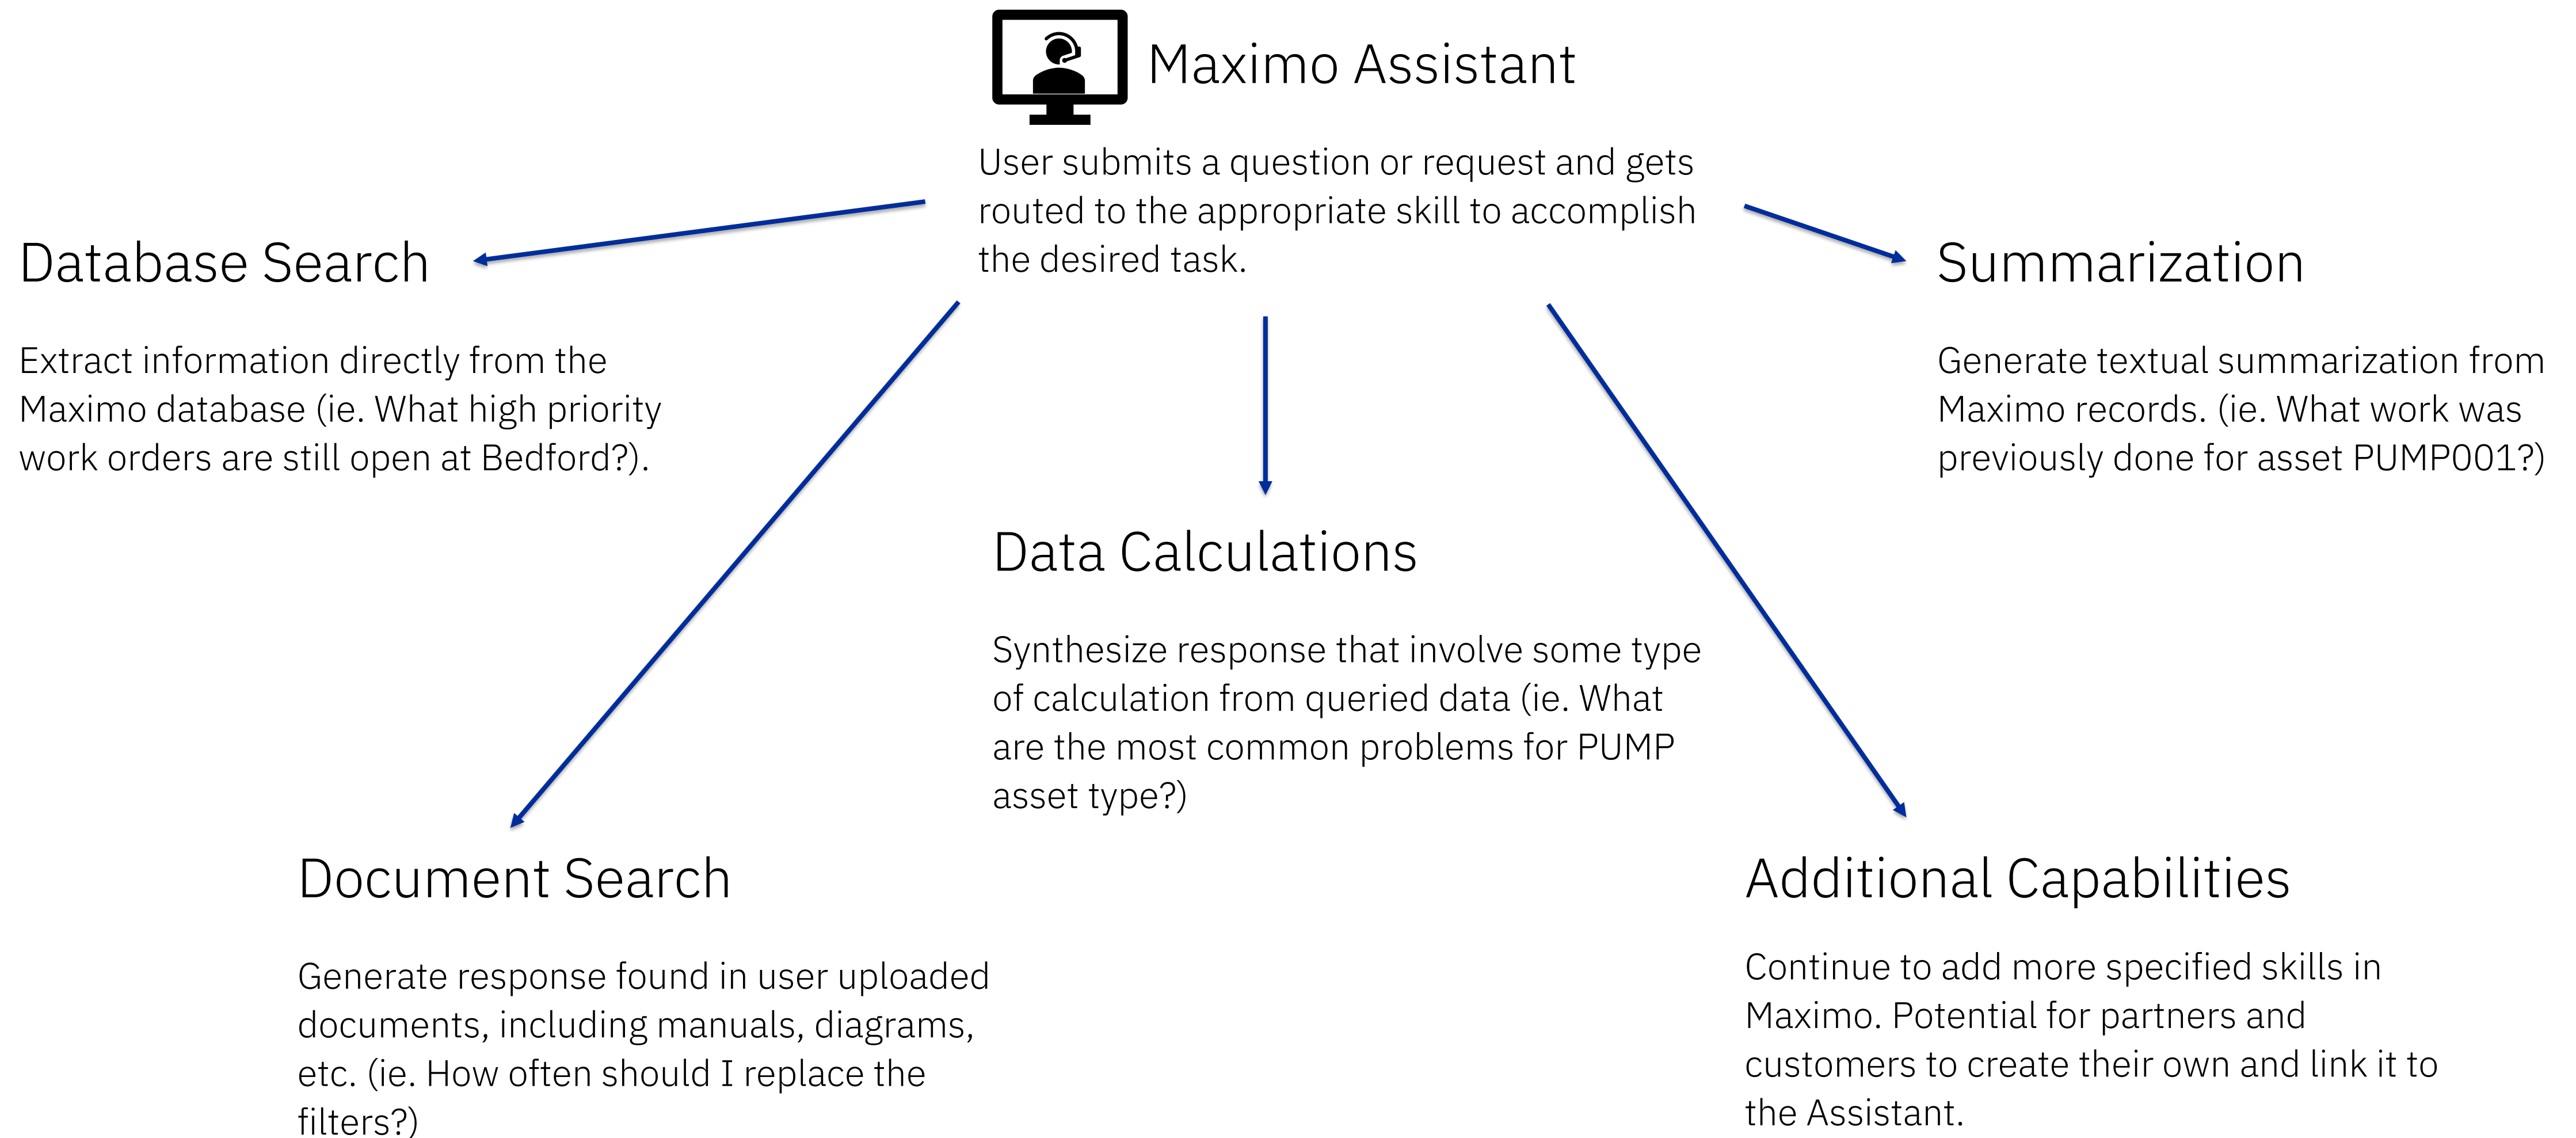 Maximo Assistant
User submits a question or request and gets
routed to the appropriate skill to accomplish
the desired task.
Database Search
Extract information directly from the
Maximo database (ie. What high priority
work orders are still open at Bedford?).
Summarization
Generate textual summarization from
Maximo records. (ie. What work was
previously done for asset PUMP001?)
Data Calculations
Synthesize response that involve some type
of calculation from queried data (ie. What
are the most common problems for PUMP
asset type?)
Document Search
Generate response found in user uploaded
documents, including manuals, diagrams,
etc. (ie. How often should I replace the
filters?)
Additional Capabilities
Continue to add more specified skills in
Maximo. Potential for partners and
customers to create their own and link it to
the Assistant.